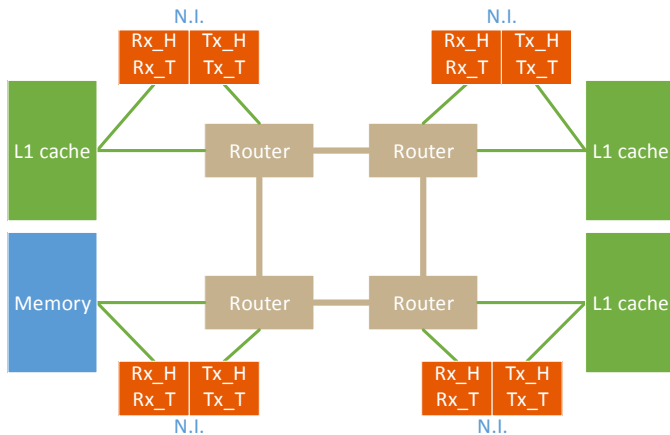 N.I.
Rx_H Tx_H
Rx_T Tx_T
N.I.
Rx_H Tx_H
Rx_T Tx_T
L1 cache
Router
Router
L1 cache
Memory
Router
Router
L1 cache
Rx_H Tx_H
Rx_T Tx_T
N.I.
Rx_H Tx_H
Rx_T Tx_T
N.I.